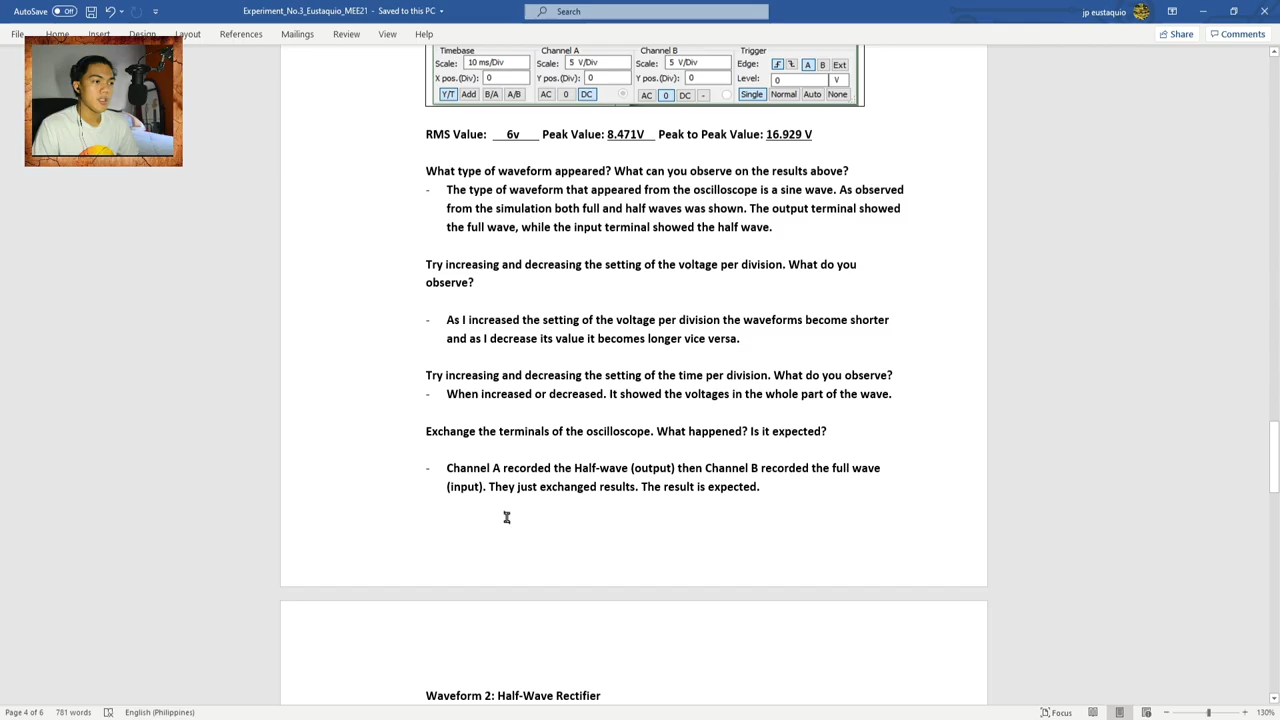 AutoSave Off
Experiment_No.3_Eustaquio_MEE21 - Saved to this PC
Search
jp eustaquio
File Home Insert Design Layout References Mailings Review View Help
Share Comments
Timebase Channel A Channel B Trigger
Scale: 10 ms/Div Scale: 5 V/Div Scale: 5 V/Div Edge: A B Ext
X pos.(Div): 0 Y pos.(Div): 0 Y pos.(Div): 0 Level: 0 V
Y/T Add B/A A/B AC 0 DC AC 0 DC - Single Normal Auto None
RMS Value: 6v Peak Value: 8.471V Peak to Peak Value: 16.929 V
What type of waveform appeared? What can you observe on the results above?
- The type of waveform that appeared from the oscilloscope is a sine wave. As observed
from the simulation both full and half waves was shown. The output terminal showed
the full wave, while the input terminal showed the half wave.
Try increasing and decreasing the setting of the voltage per division. What do you
observe?
- As I increased the setting of the voltage per division the waveforms become shorter
and as I decrease its value it becomes longer vice versa.
Try increasing and decreasing the setting of the time per division. What do you observe?
- When increased or decreased. It showed the voltages in the whole part of the wave.
Exchange the terminals of the oscilloscope. What happened? Is it expected?
- Channel A recorded the Half-wave (output) then Channel B recorded the full wave
(input). They just exchanged results. The result is expected.
Waveform 2: Half-Wave Rectifier
Page 4 of 6 781 words English (Philippines) Focus 130%